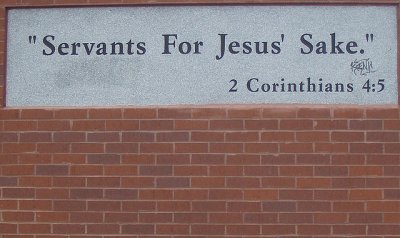 "Servants For Jesus' Sake."
2 Corinthians 4:5